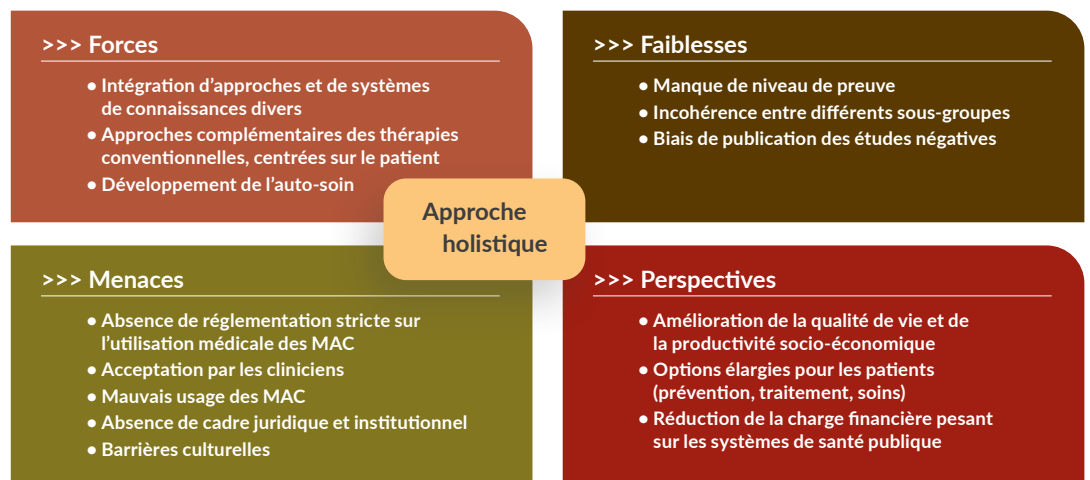 >>> Forces
● Intégration d'approches et de systèmes
de connaissances divers
● Approches complémentaires des thérapies
conventionnelles, centrées sur le patient
● Développement de l'auto-soin
>>> Faiblesses
● Manque de niveau de preuve
● Incohérence entre différents sous-groupes
● Biais de publication des études négatives
Approche
holistique
>>> Menaces
● Absence de réglementation stricte sur
l'utilisation médicale des MAC
● Acceptation par les cliniciens
● Mauvais usage des MAC
● Absence de cadre juridique et institutionnel
● Barrières culturelles
>>> Perspectives
● Amélioration de la qualité de vie et de
la productivité socio-économique
● Options élargies pour les patients
(prévention, traitement, soins)
● Réduction de la charge financière pesant
sur les systèmes de santé publique